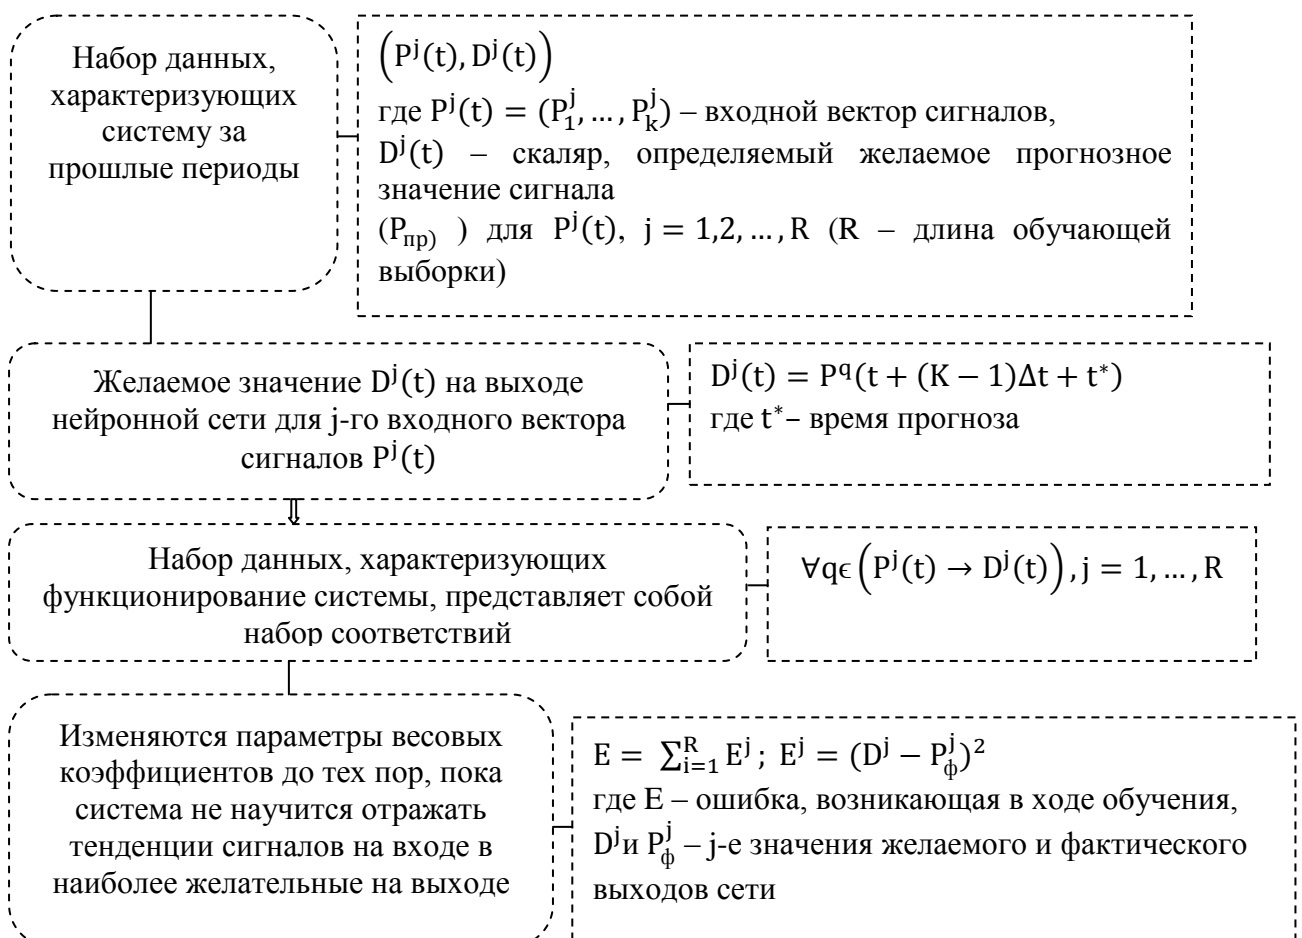 Набор данных,
характеризующих
систему за
прошлые периоды
(Pʲ(t), Dʲ(t))
где Pʲ(t) = (P₁ʲ, … , Pₖʲ) – входной вектор сигналов,
Dʲ(t) – скаляр, определяемый желаемое прогнозное
значение сигнала
(Pпр) ) для Pʲ(t), j = 1,2, … , R (R – длина обучающей
выборки)
Желаемое значение Dʲ(t) на выходе
нейронной сети для j-го входного вектора
сигналов Pʲ(t)
Dʲ(t) = P^q(t + (K − 1)Δt + t*)
где t*– время прогноза
⇓
Набор данных, характеризующих
функционирование системы, представляет собой
набор соответствий
∀qϵ(Pʲ(t) → Dʲ(t)), j = 1, … , R
Изменяются параметры весовых
коэффициентов до тех пор, пока
система не научится отражать
тенденции сигналов на входе в
наиболее желательные на выходе
E = ∑ᵢ₌₁ᴿ Eʲ ; Eʲ = (Dʲ − P_фʲ)²
где E – ошибка, возникающая в ходе обучения,
Dʲи P_фʲ – j-е значения желаемого и фактического
выходов сети